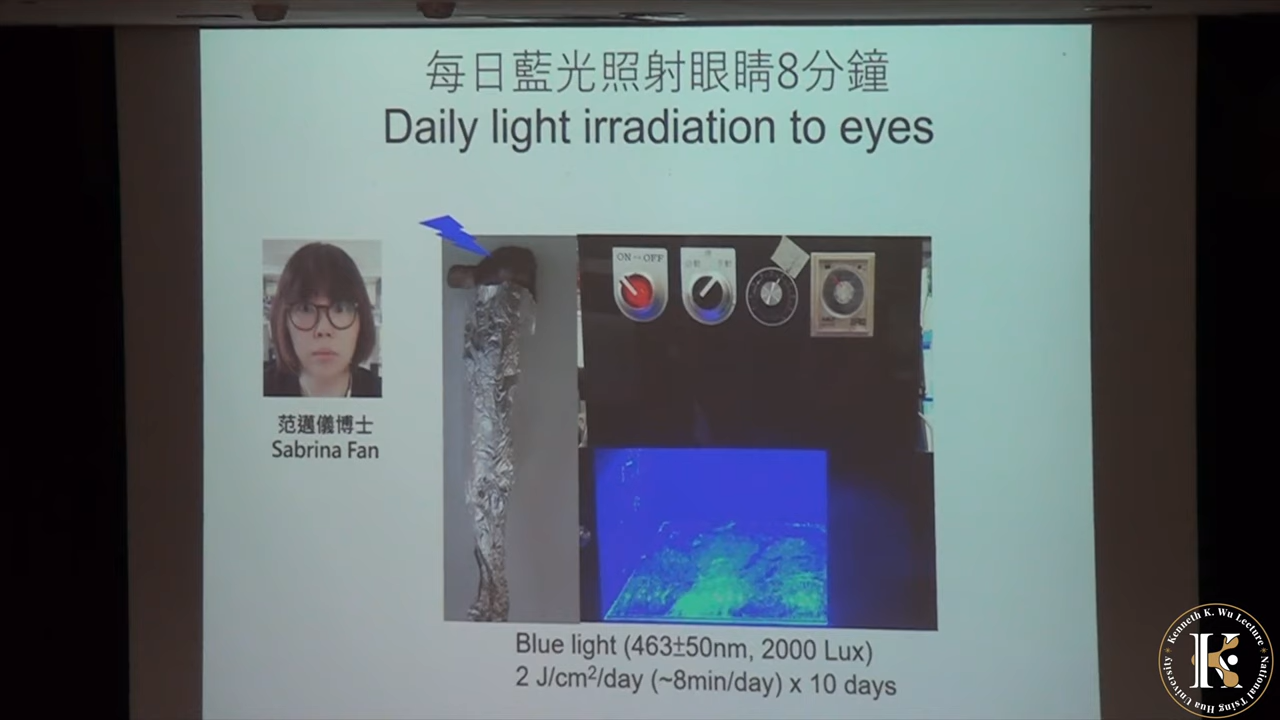 每日藍光照射眼睛8分鐘
Daily light irradiation to eyes
ON OFF
范邁儀博士
Sabrina Fan
Blue light (463±50nm, 2000 Lux)
2 J/cm²/day (~8min/day) x 10 days
Kenneth K. Wu Lecture
National Tsing Hua University
K